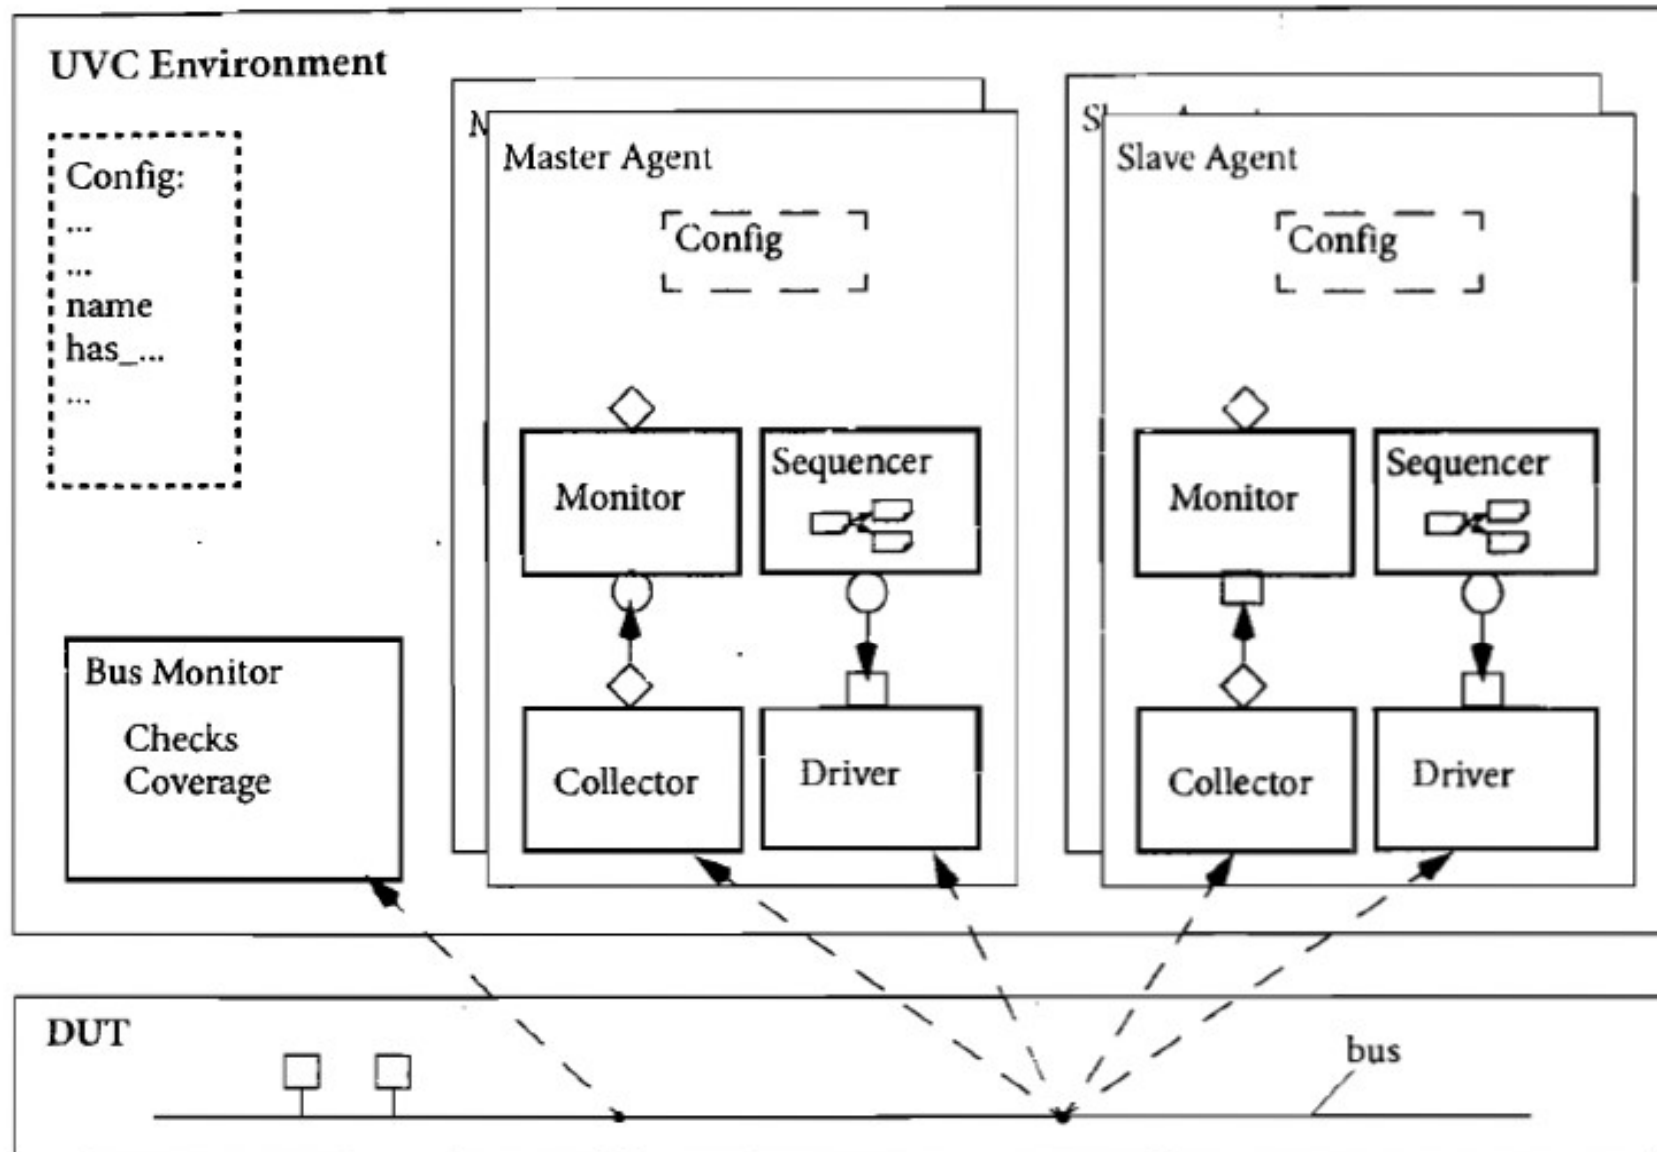 UVC Environment
Config:
...
...
name
has_...
...
Bus Monitor
Checks
Coverage
Master Agent
Config
Monitor
Sequencer
Collector
Driver
Slave Agent
Config
Monitor
Sequencer
Collector
Driver
DUT
bus